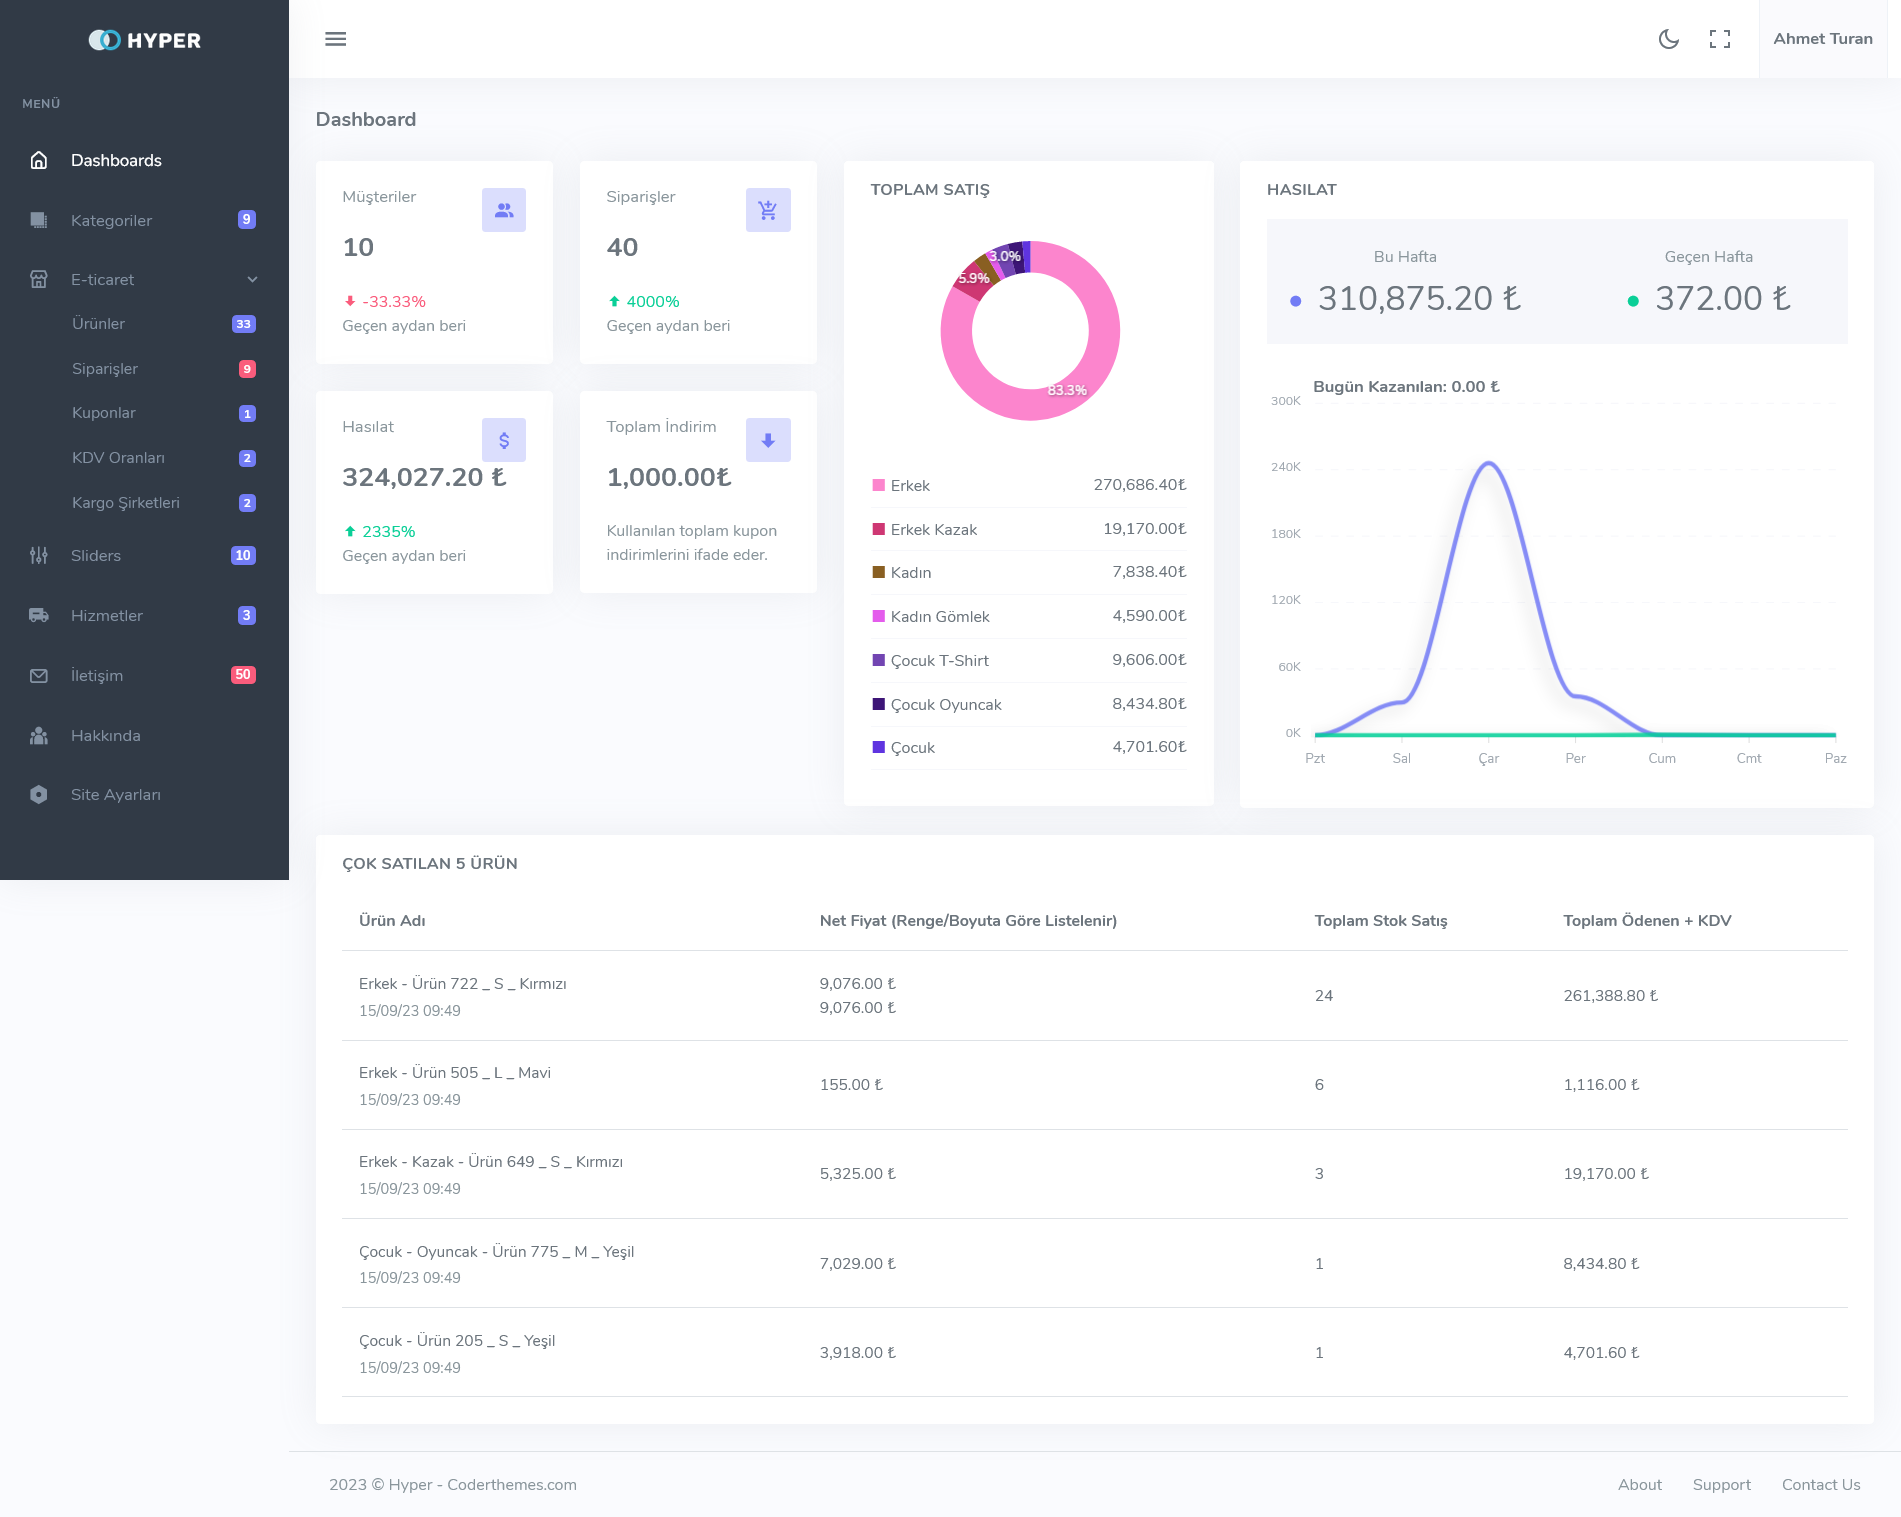 HYPER
MENÜ
Dashboards
Kategoriler 9
E-ticaret
Ürünler 33
Siparişler 9
Kuponlar 1
KDV Oranları 2
Kargo Şirketleri 2
Sliders 10
Hizmetler 3
İletişim 50
Hakkında
Site Ayarları
Ahmet Turan
Dashboard
Müşteriler
10
-33.33%
Geçen aydan beri
Siparişler
40
4000%
Geçen aydan beri
Hasılat
324,027.20 ₺
2335%
Geçen aydan beri
Toplam İndirim
1,000.00₺
Kullanılan toplam kupon
indirimlerini ifade eder.
TOPLAM SATIŞ
3.0%
5.9%
83.3%
Erkek 270,686.40₺
Erkek Kazak 19,170.00₺
Kadın 7,838.40₺
Kadın Gömlek 4,590.00₺
Çocuk T-Shirt 9,606.00₺
Çocuk Oyuncak 8,434.80₺
Çocuk 4,701.60₺
HASILAT
Bu Hafta Geçen Hafta
310,875.20 ₺ 372.00 ₺
Bugün Kazanılan: 0.00 ₺
300K
240K
180K
120K
60K
0K
Pzt Sal Çar Per Cum Cmt Paz
ÇOK SATILAN 5 ÜRÜN
Ürün Adı Net Fiyat (Renge/Boyuta Göre Listelenir) Toplam Stok Satış Toplam Ödenen + KDV
Erkek - Ürün 722 _ S _ Kırmızı 9,076.00 ₺ 24 261,388.80 ₺
15/09/23 09:49 9,076.00 ₺
Erkek - Ürün 505 _ L _ Mavi 155.00 ₺ 6 1,116.00 ₺
15/09/23 09:49
Erkek - Kazak - Ürün 649 _ S _ Kırmızı 5,325.00 ₺ 3 19,170.00 ₺
15/09/23 09:49
Çocuk - Oyuncak - Ürün 775 _ M _ Yeşil 7,029.00 ₺ 1 8,434.80 ₺
15/09/23 09:49
Çocuk - Ürün 205 _ S _ Yeşil 3,918.00 ₺ 1 4,701.60 ₺
15/09/23 09:49
2023 © Hyper - Coderthemes.com About Support Contact Us